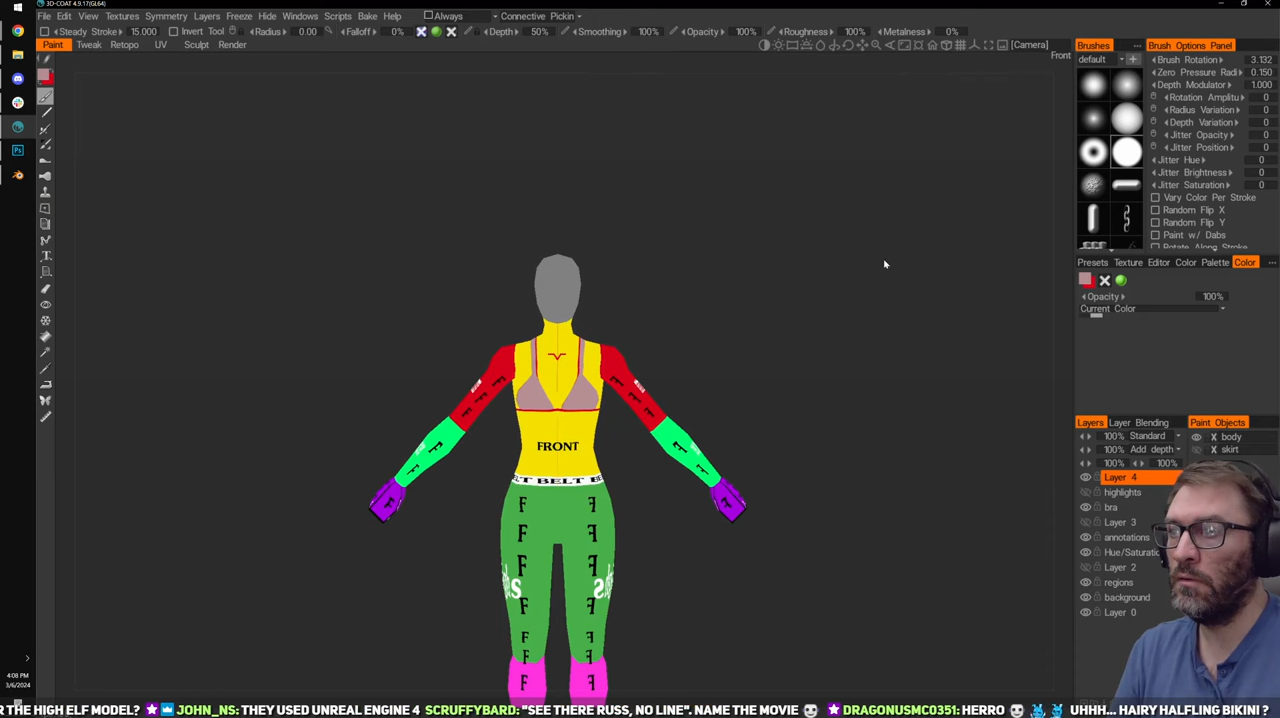 3D-COAT 4.9.17(GL64)
File Edit View Textures Symmetry Layers Freeze Hide Windows Scripts Bake Help Always Connective Pickin
Steady Stroke 15.000 Invert Tool Radius 0.00 Falloff 0% Depth 50% Smoothing 100% Opacity 100% Roughness 100% Metalness 0%
Paint Tweak Retopo UV Sculpt Render [Camera]
Front
Brushes Brush Options Panel
default Brush Rotation 3.132
Zero Pressure Radi 0.150
Depth Modulator 1.000
Rotation Amplitu 0
Radius Variation 0
Depth Variation 0
Jitter Opacity 0
Jitter Position 0
Jitter Hue 0
Jitter Brightness 0
Jitter Saturation 0
Vary Color Per Stroke
Random Flip X
Random Flip Y
Paint w/ Dabs
Rotate Along Stroke
Presets Texture Editor Color Palette Color
Opacity 100%
Current Color
FRONT
BELT
F F
F F
F F
S S
F F
F F
F F
F F
Layers Layer Blending Paint Objects
100% Standard X body
100% Add depth X skirt
100% 100%
Layer 4
highlights
bra
Layer 3
annotations
Hue/Saturatio
Layer 2
regions
background
Layer 0
4:08 PM
3/6/2024
R THE HIGH ELF MODEL? JOHN_NS: THEY USED UNREAL ENGINE 4 SCRUFFYBARD: "SEE THERE RUSS, NO LINE". NAME THE MOVIE DRAGONUSMC0351: HERRO UHHH... HAIRY HALFLING BIKINI ?